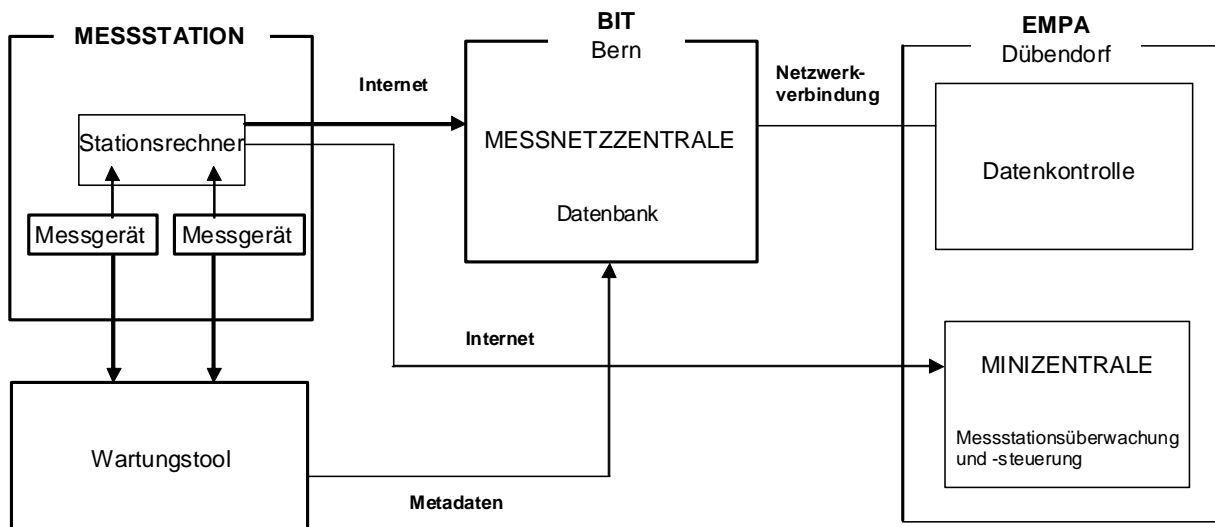 MESSSTATION
Stationsrechner
Messgerät
Messgerät
Wartungstool
Internet
BIT
Bern
MESSNETZZENTRALE
Datenbank
Internet
Metadaten
Netzwerk-
verbindung
EMPA
Dübendorf
Datenkontrolle
MINIZENTRALE
Messstationsüberwachung
und -steuerung